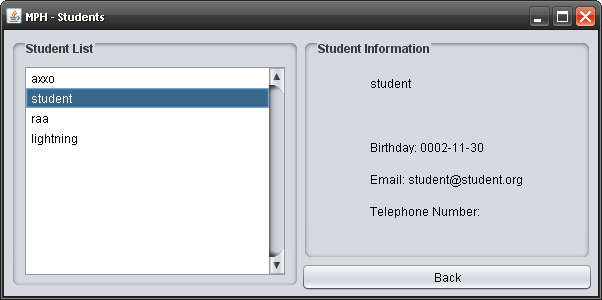 MPH - Students
Student List
axxo
student
raa
lightning
Student Information
student
Birthday: 0002-11-30
Email: student@student.org
Telephone Number:
Back